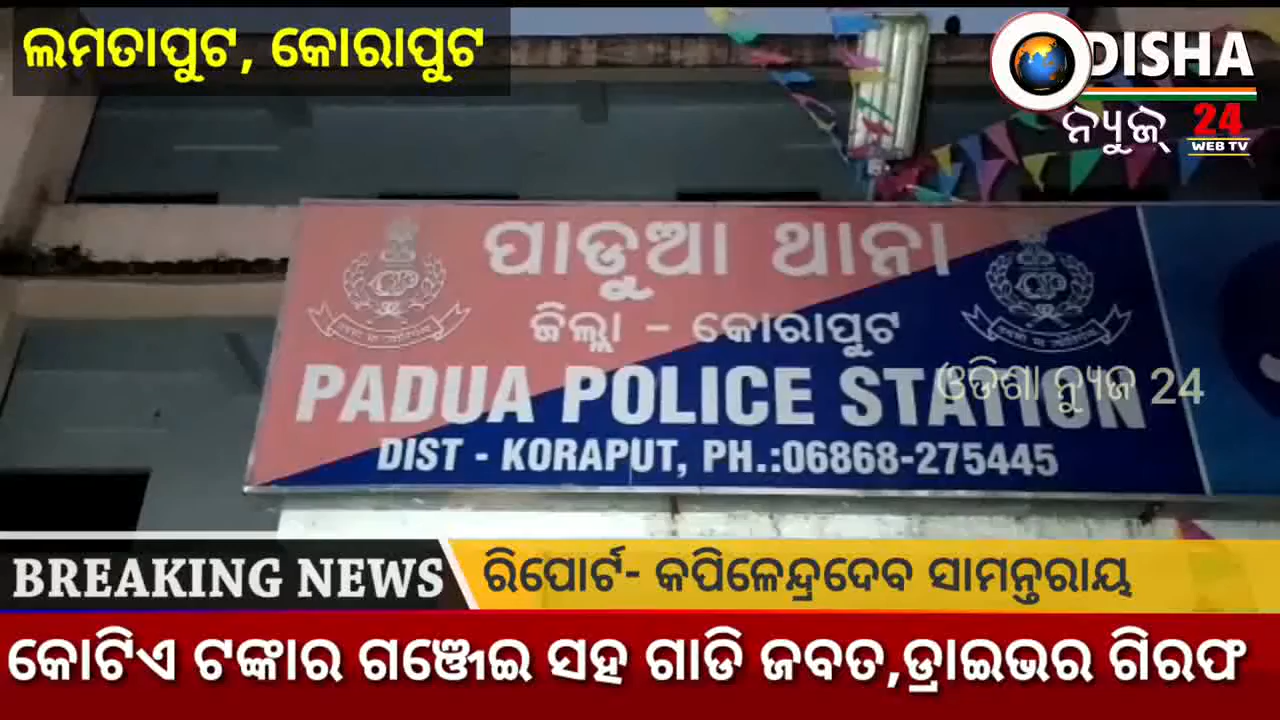 ଲମତାପୁଟ, କୋରାପୁଟ
ODISHA
ନ୍ୟୁଜ୍ 24
WEB TV
ପାଡୁଆ ଥାନା
ଜିଲ୍ଲା - କୋରାପୁଟ
PADUA POLICE STATION
ଓଡିଶା ନ୍ୟୁଜ 24
DIST - KORAPUT, PH.:06868-275445
BREAKING NEWS
ରିପୋର୍ଟ- କପିଳେନ୍ଦ୍ରଦେବ ସାମନ୍ତରାୟ
କୋଟିଏ ଟଙ୍କାର ଗଞ୍ଜେଇ ସହ ଗାଡି ଜବତ,ଡ୍ରାଇଭର ଗିରଫ